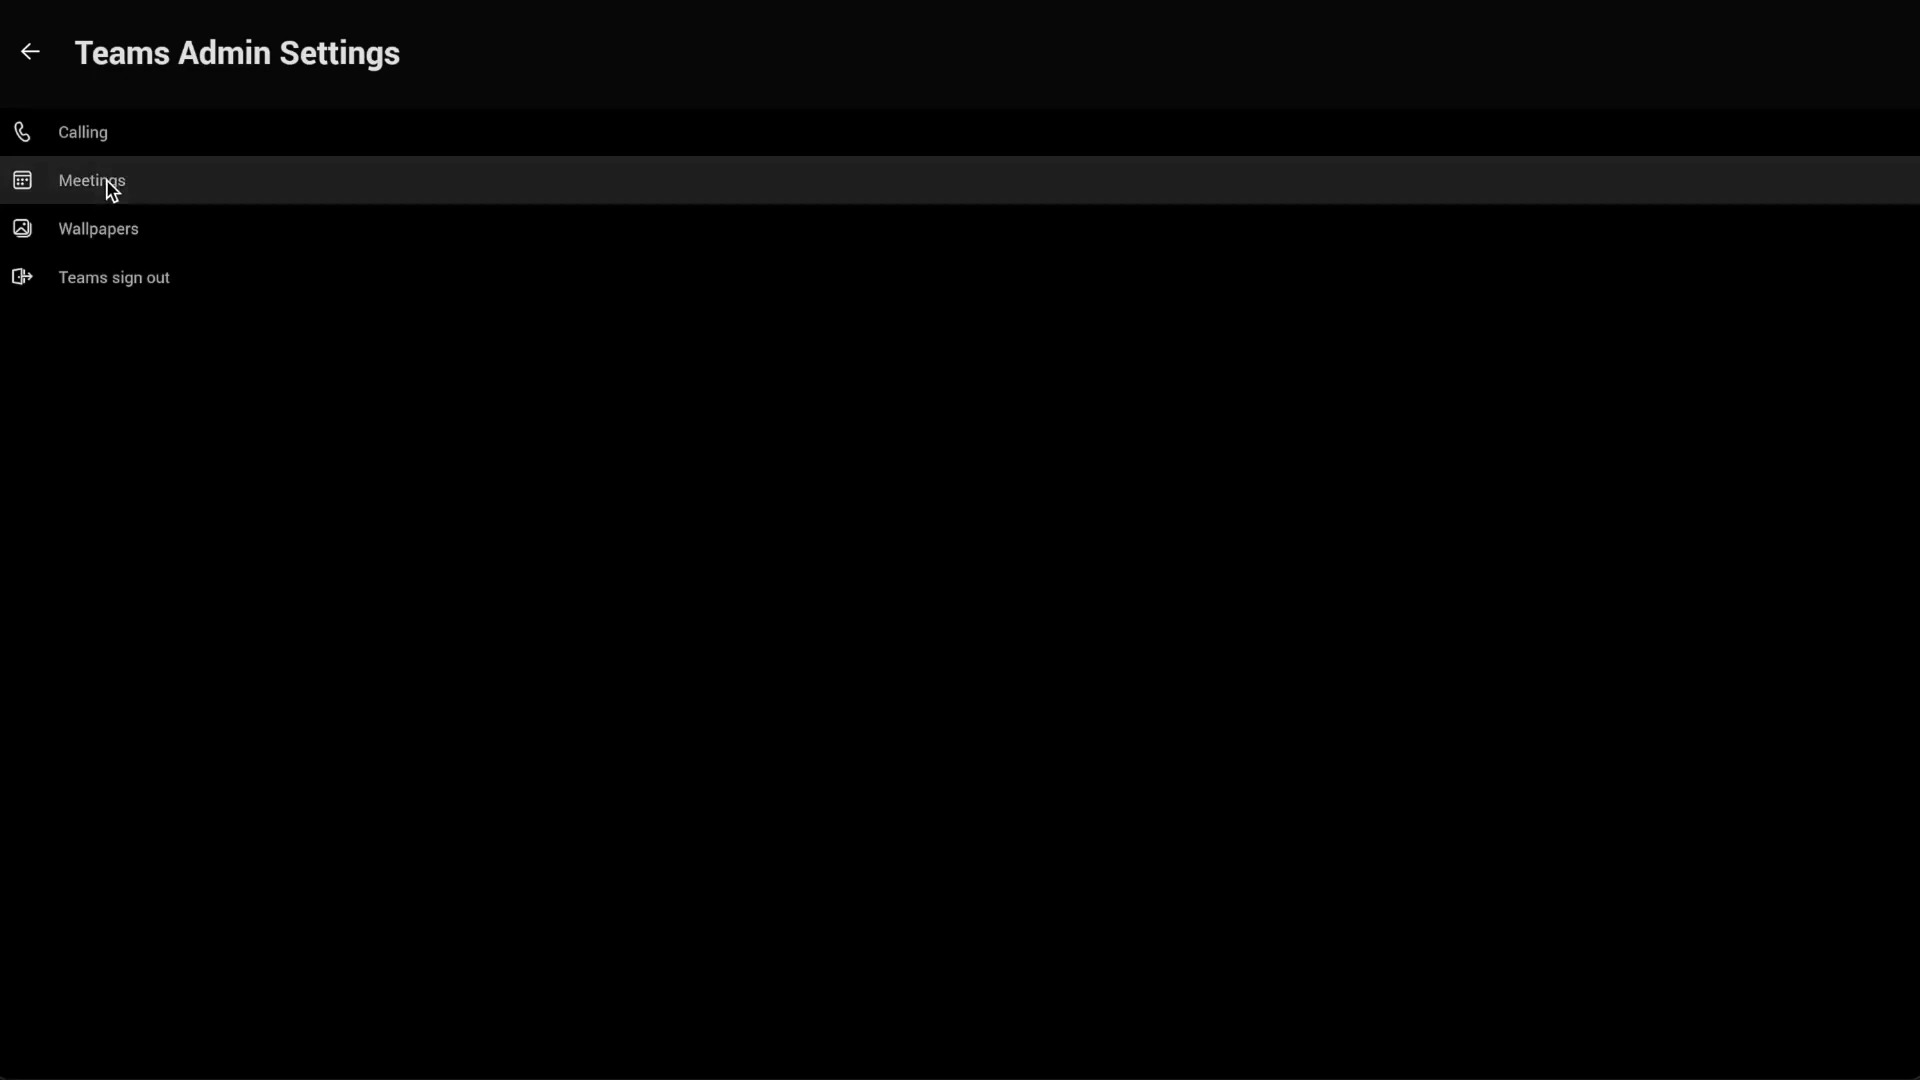 Teams Admin Settings
Calling
Meetings
Wallpapers
Teams sign out